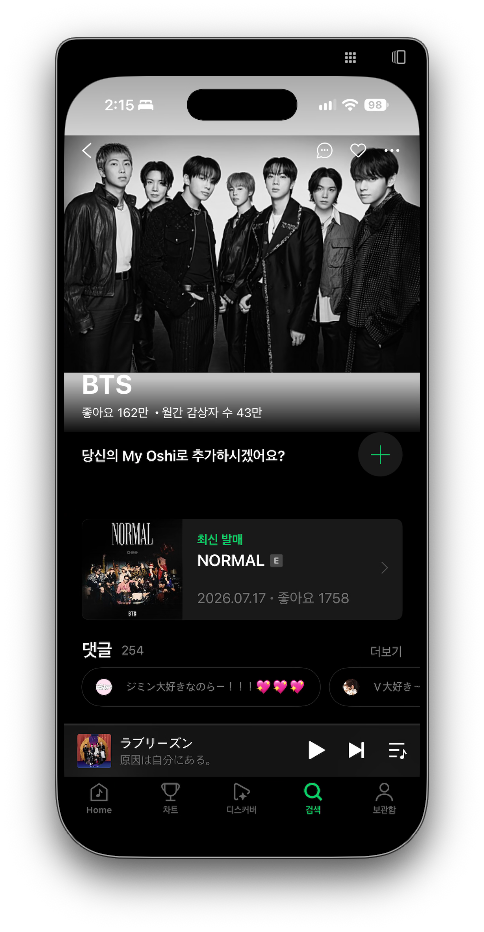 2:15
98
BTS
좋아요 162만 • 월간 감상자 수 43만
당신의 My Oshi로 추가하시겠어요?
NORMAL
BTS
최신 발매
NORMAL E
2026.07.17 • 좋아요 1758
댓글 254
더보기
ジミン大好きなのらー！！！💖💖💖
V大好きー
ラブリーズン
原因は自分にある。
Home
차트
디스커버
검색
보관함